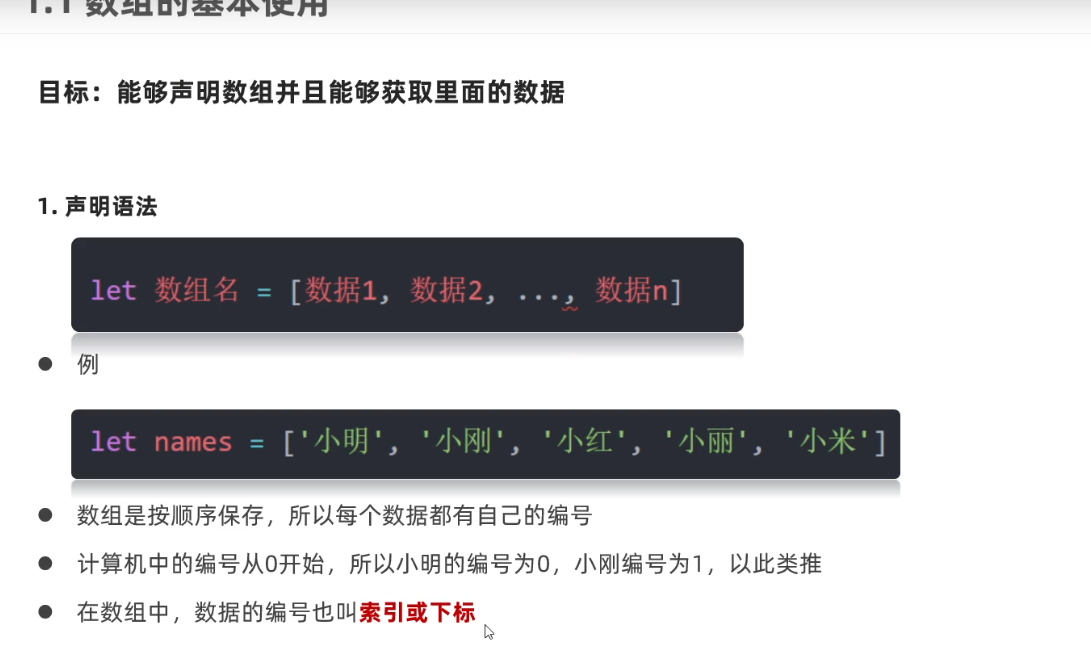 1.1 数组的基本使用
目标：能够声明数组并且能够获取里面的数据
1. 声明语法
let 数组名 = [数据1, 数据2, ..., 数据n]
例
let names = ['小明', '小刚', '小红', '小丽', '小米']
数组是按顺序保存，所以每个数据都有自己的编号
计算机中的编号从0开始，所以小明的编号为0，小刚编号为1，以此类推
在数组中，数据的编号也叫索引或下标